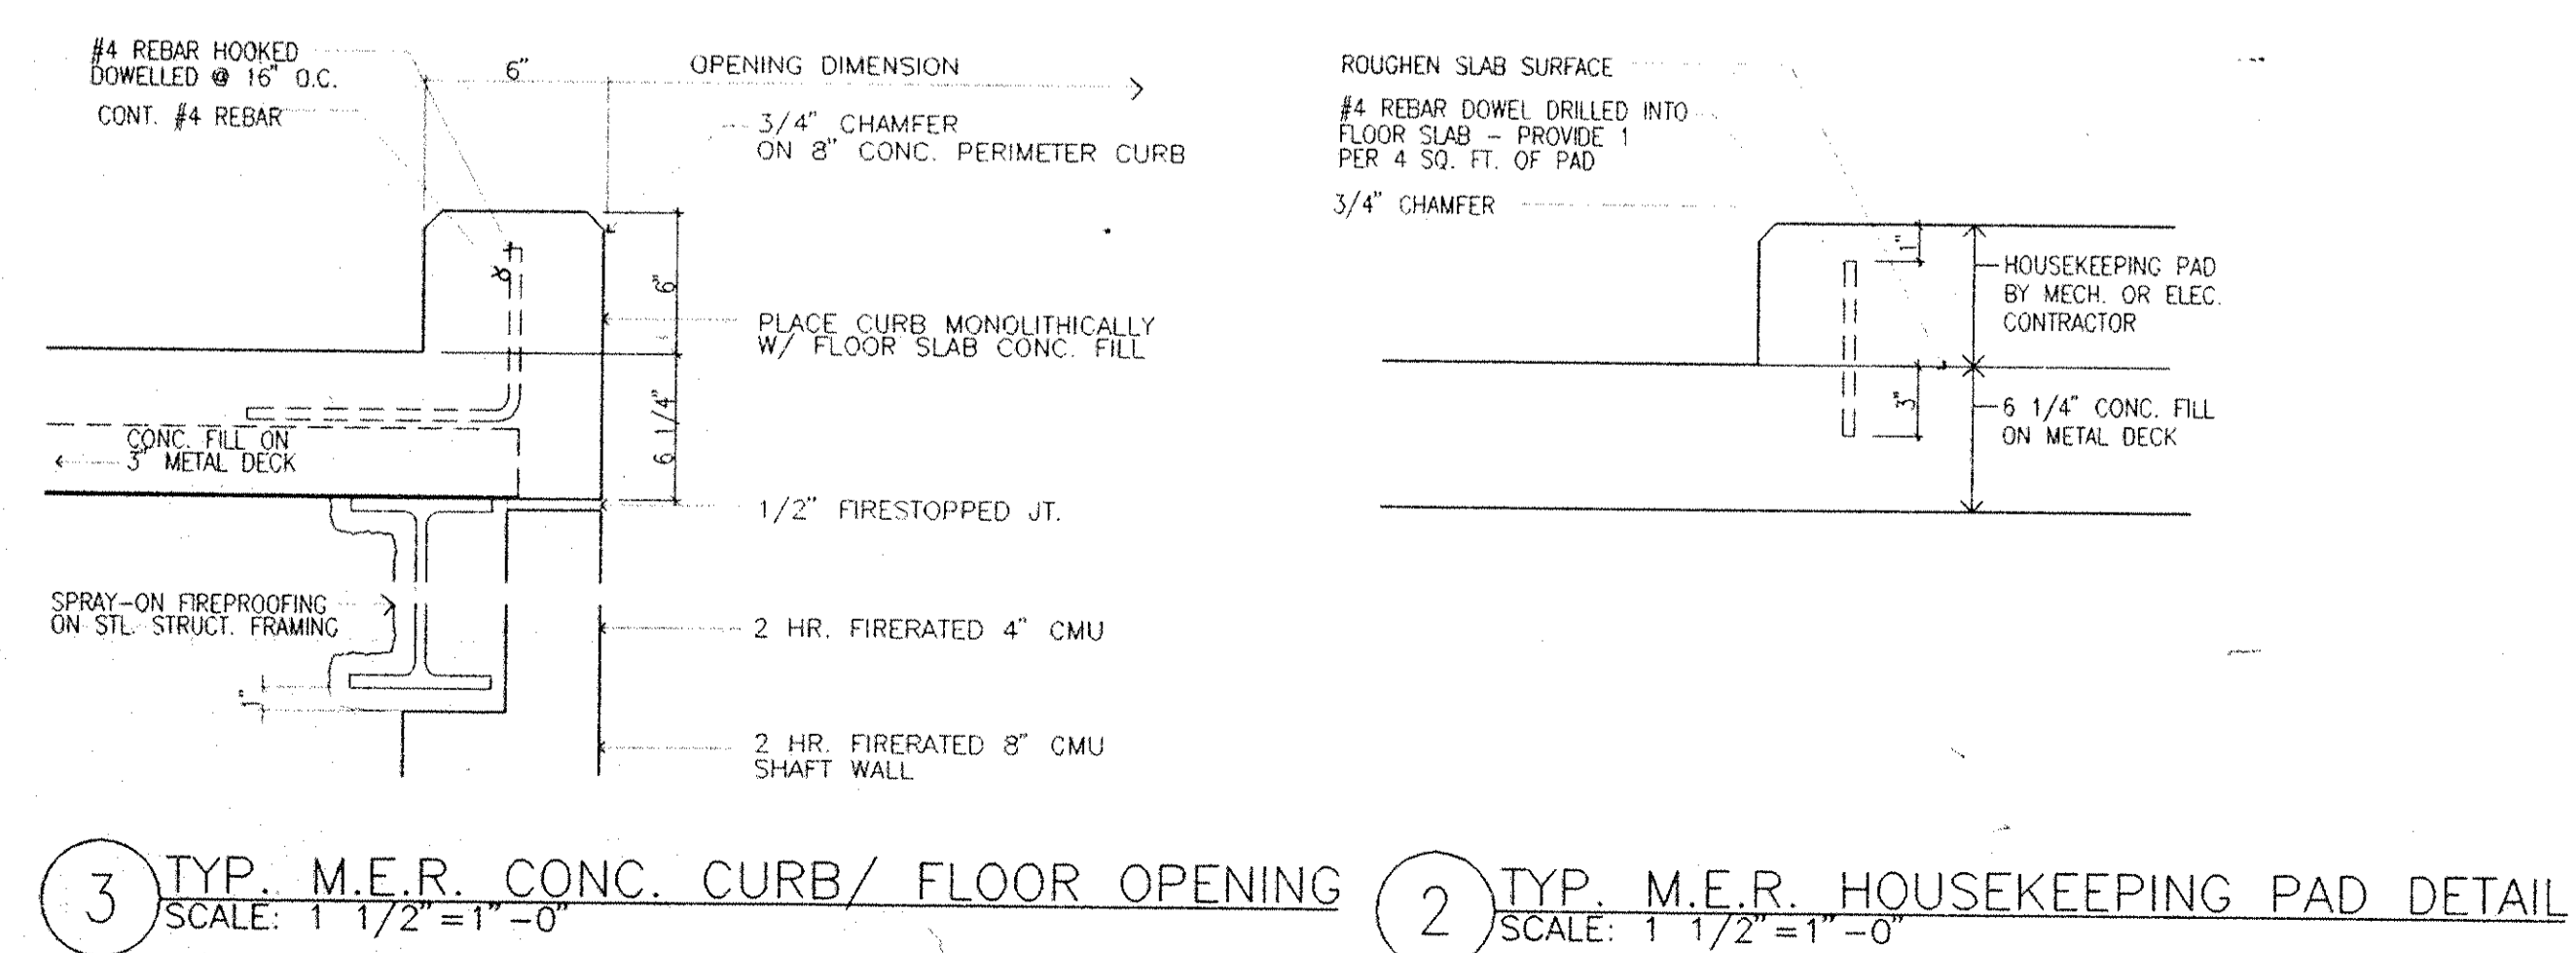 #4 REBAR HOOKED
DOWELLED @ 16" O.C.
CONT. #4 REBAR
6"
OPENING DIMENSION
3/4" CHAMFER
ON 8" CONC. PERIMETER CURB
6"
PLACE CURB MONOLITHICALLY
W/ FLOOR SLAB CONC. FILL
6 1/4"
CONC. FILL ON
3" METAL DECK
1/2" FIRESTOPPED JT.
SPRAY-ON FIREPROOFING
ON STL. STRUCT. FRAMING
2 HR. FIRERATED 4" CMU
1"
2 HR. FIRERATED 8" CMU
SHAFT WALL
3
TYP. M.E.R. CONC. CURB/ FLOOR OPENING
SCALE: 1 1/2"=1"-0"
ROUGHEN SLAB SURFACE
#4 REBAR DOWEL DRILLED INTO
FLOOR SLAB - PROVIDE 1
PER 4 SQ. FT. OF PAD
3/4" CHAMFER
1"
HOUSEKEEPING PAD
BY MECH. OR ELEC.
CONTRACTOR
3"
6 1/4" CONC. FILL
ON METAL DECK
2
TYP. M.E.R. HOUSEKEEPING PAD DETAIL
SCALE: 1 1/2"=1"-0"